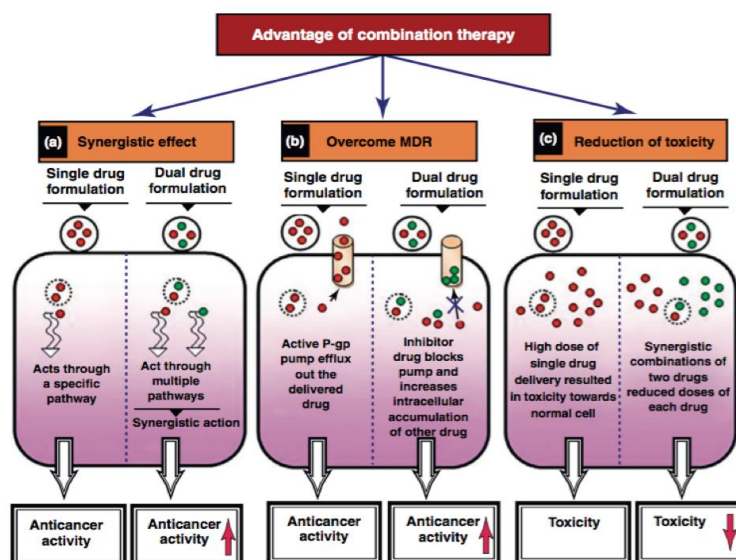 Advantage of combination therapy
(a) Synergistic effect
Single drug
formulation
Dual drug
formulation
Acts through
a specific
pathway
Act through
multiple
pathways
Synergistic action
Anticancer
activity
Anticancer
activity
(b) Overcome MDR
Single drug
formulation
Dual drug
formulation
Active P-gp
pump efflux
out the
delivered
drug
Inhibitor
drug blocks
pump and
increases
intracellular
accumulation
of other drug
Anticancer
activity
Anticancer
activity
(c) Reduction of toxicity
Single drug
formulation
Dual drug
formulation
High dose of
single drug
delivery resulted
in toxicity towards
normal cell
Synergistic
combinations of
two drugs
reduced doses of
each drug
Toxicity
Toxicity